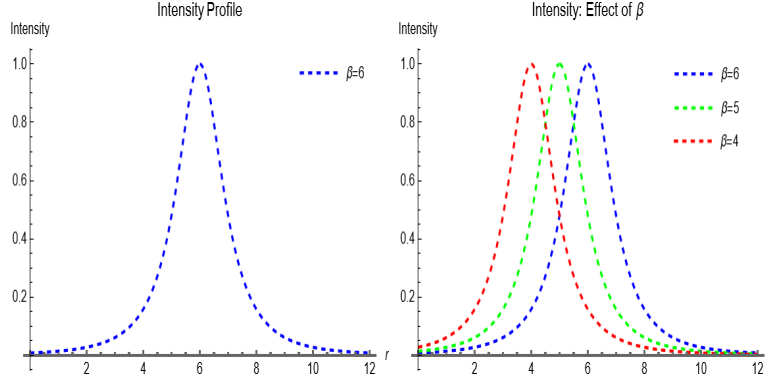 Intensity Profile
Intensity
1.0
0.8
0.6
0.4
0.2
2 4 6 8 10 12 r
β=6
Intensity: Effect of β
Intensity
1.0
0.8
0.6
0.4
0.2
2 4 6 8 10 12
β=6
β=5
β=4